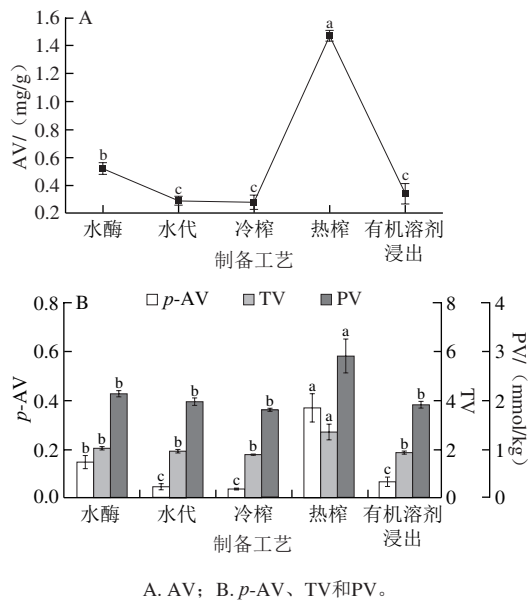 A
1.6
1.4
1.2
1.0
0.8
0.6
0.4
0.2
AV/（mg/g）
b
c
c
a
c
水酶 水代 冷榨 热榨 有机溶剂
浸出
制备工艺
B
p-AV TV PV
0.8
0.6
0.4
0.2
0.0
p-AV
8
6
4
2
0
TV
4
3
2
1
0
PV/（mmol/kg）
b b b
c b b
c b b
a a a
c b b
水酶 水代 冷榨 热榨 有机溶剂
浸出
制备工艺
A. AV；B. p-AV、TV和PV。